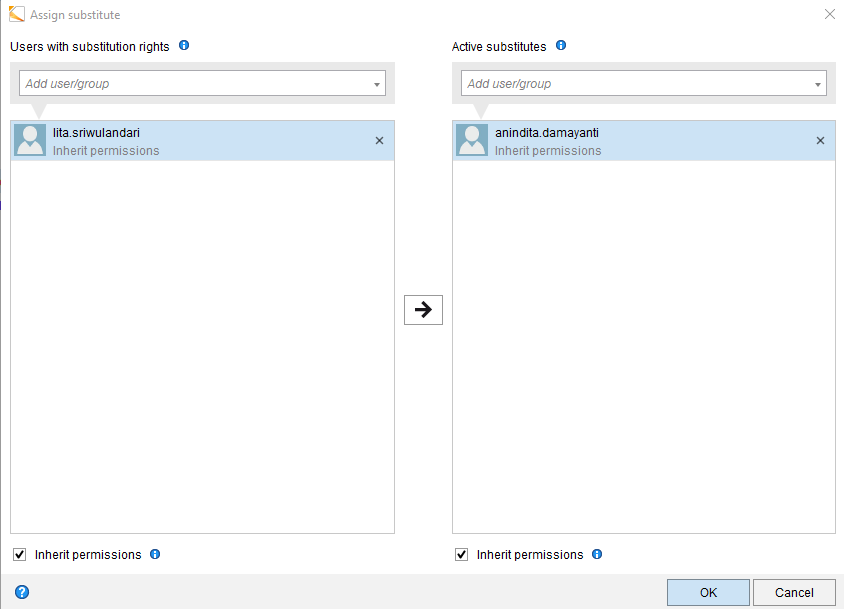 Assign substitute
Users with substitution rights
Active substitutes
Add user/group
Add user/group
lita.sriwulandari
Inherit permissions
anindita.damayanti
Inherit permissions
Inherit permissions
Inherit permissions
OK
Cancel